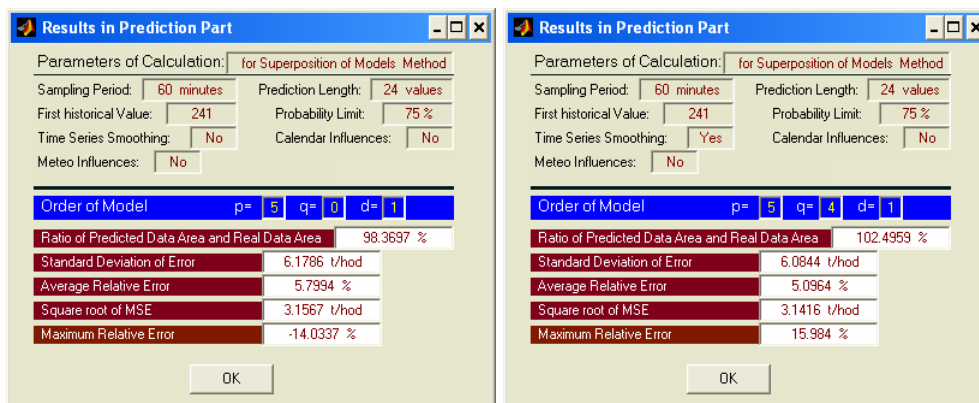 Results in Prediction Part
Parameters of Calculation: for Superposition of Models Method
Sampling Period: 60 minutes Prediction Length: 24 values
First historical Value: 241 Probability Limit: 75 %
Time Series Smoothing: No Calendar Influences: No
Meteo Influences: No
Order of Model p= 5 q= 0 d= 1
Ratio of Predicted Data Area and Real Data Area 98.3697 %
Standard Deviation of Error 6.1786 t/hod
Average Relative Error 5.7994 %
Square root of MSE 3.1567 t/hod
Maximum Relative Error -14.0337 %
OK
Results in Prediction Part
Parameters of Calculation: for Superposition of Models Method
Sampling Period: 60 minutes Prediction Length: 24 values
First historical Value: 241 Probability Limit: 75 %
Time Series Smoothing: Yes Calendar Influences: No
Meteo Influences: No
Order of Model p= 5 q= 4 d= 1
Ratio of Predicted Data Area and Real Data Area 102.4959 %
Standard Deviation of Error 6.0844 t/hod
Average Relative Error 5.0964 %
Square root of MSE 3.1416 t/hod
Maximum Relative Error 15.984 %
OK